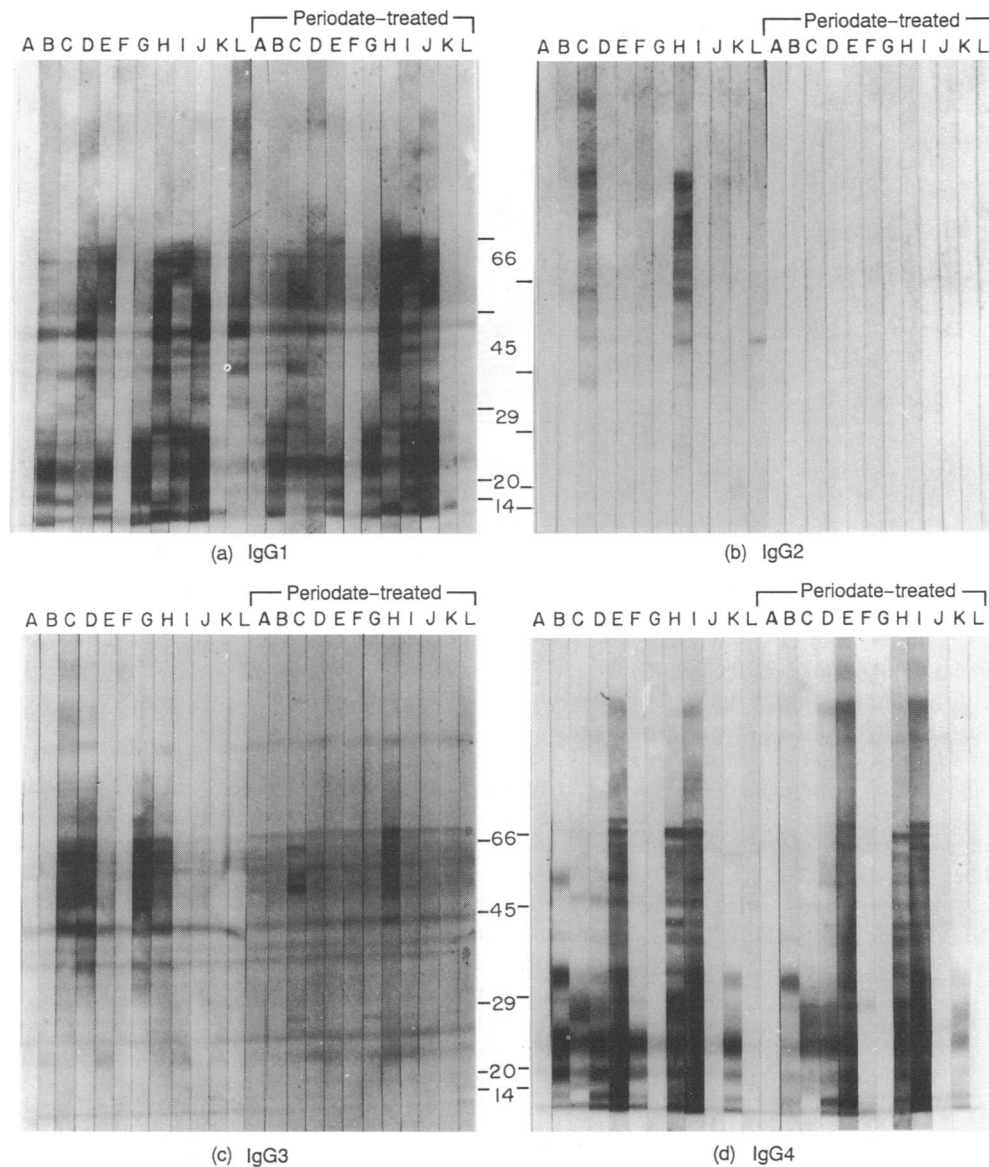 Periodate-treated
A B C D E F G H I J K L A B C D E F G H I J K L
66
45
29
20
14
(a) IgG1
Periodate-treated
A B C D E F G H I J K L A B C D E F G H I J K L
(b) IgG2
Periodate-treated
A B C D E F G H I J K L A B C D E F G H I J K L
66
45
29
20
14
(c) IgG3
Periodate-treated
A B C D E F G H I J K L A B C D E F G H I J K L
(d) IgG4